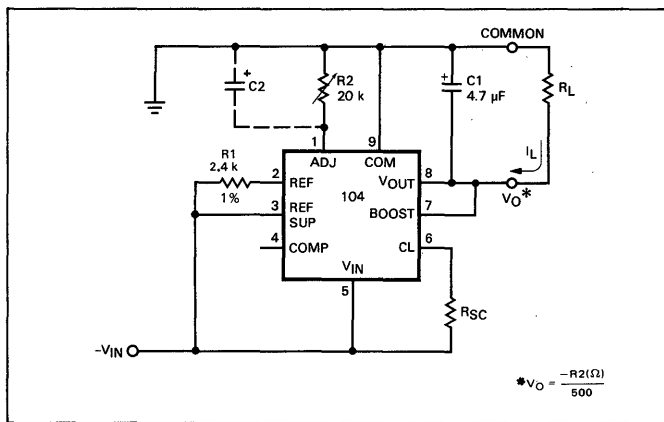 COMMON
+
C2
R2
20 k
+
C1
4.7 μF
RL
IL
1
9
ADJ
COM
R1
2.4 k
1%
2
REF
104
VOUT
8
VO*
3
REF
SUP
BOOST
7
4
COMP
CL
6
VIN
5
RSC
-VIN
*VO = -R2(Ω)
500